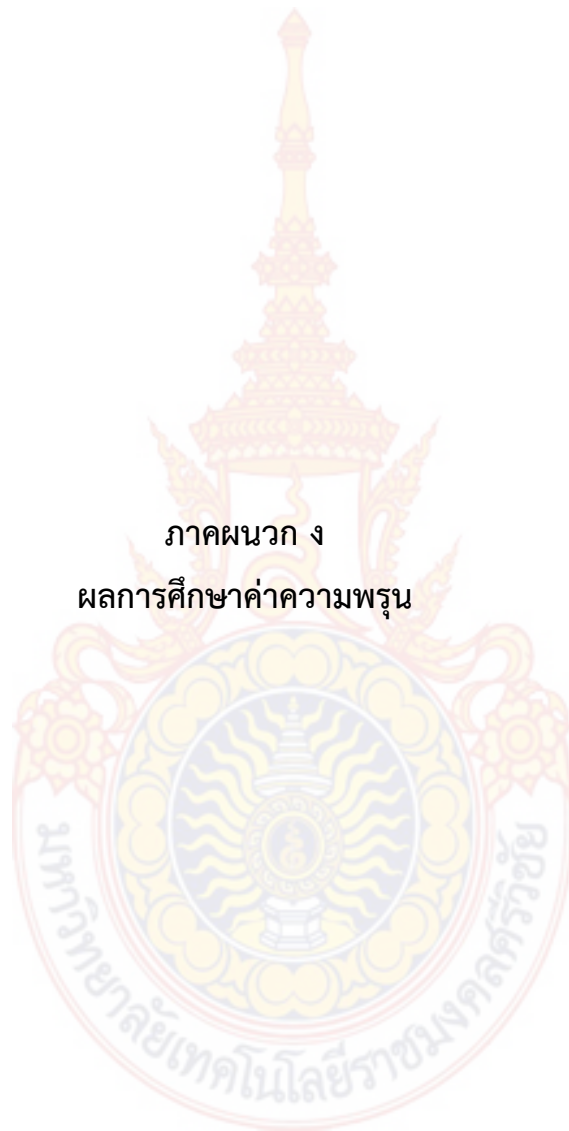 ภาคผนวก ง
ผลการศึกษาค่าความพรุน
มหาวิทยาลัยเทคโนโลยีราชมงคลศรีวิชัย